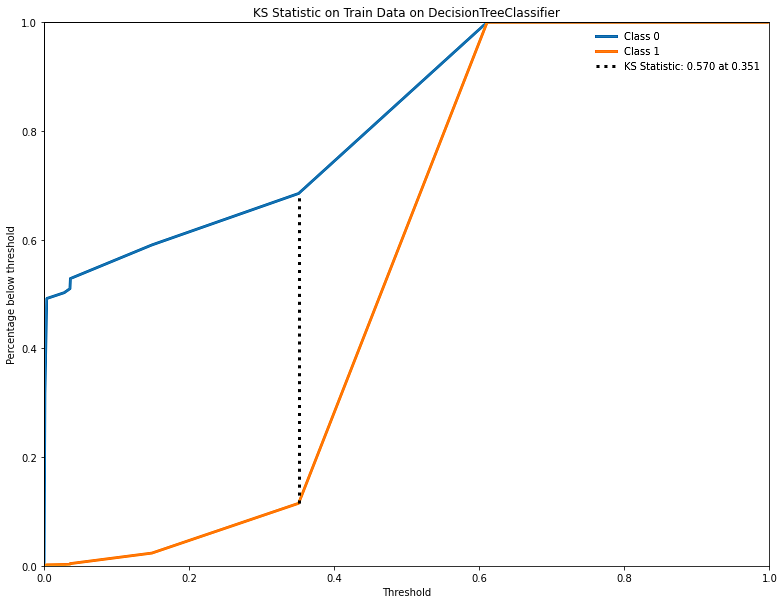 KS Statistic on Train Data on DecisionTreeClassifier
Class 0
Class 1
KS Statistic: 0.570 at 0.351
Percentage below threshold
1.0
0.8
0.6
0.4
0.2
0.0
0.0 0.2 0.4 0.6 0.8 1.0
Threshold